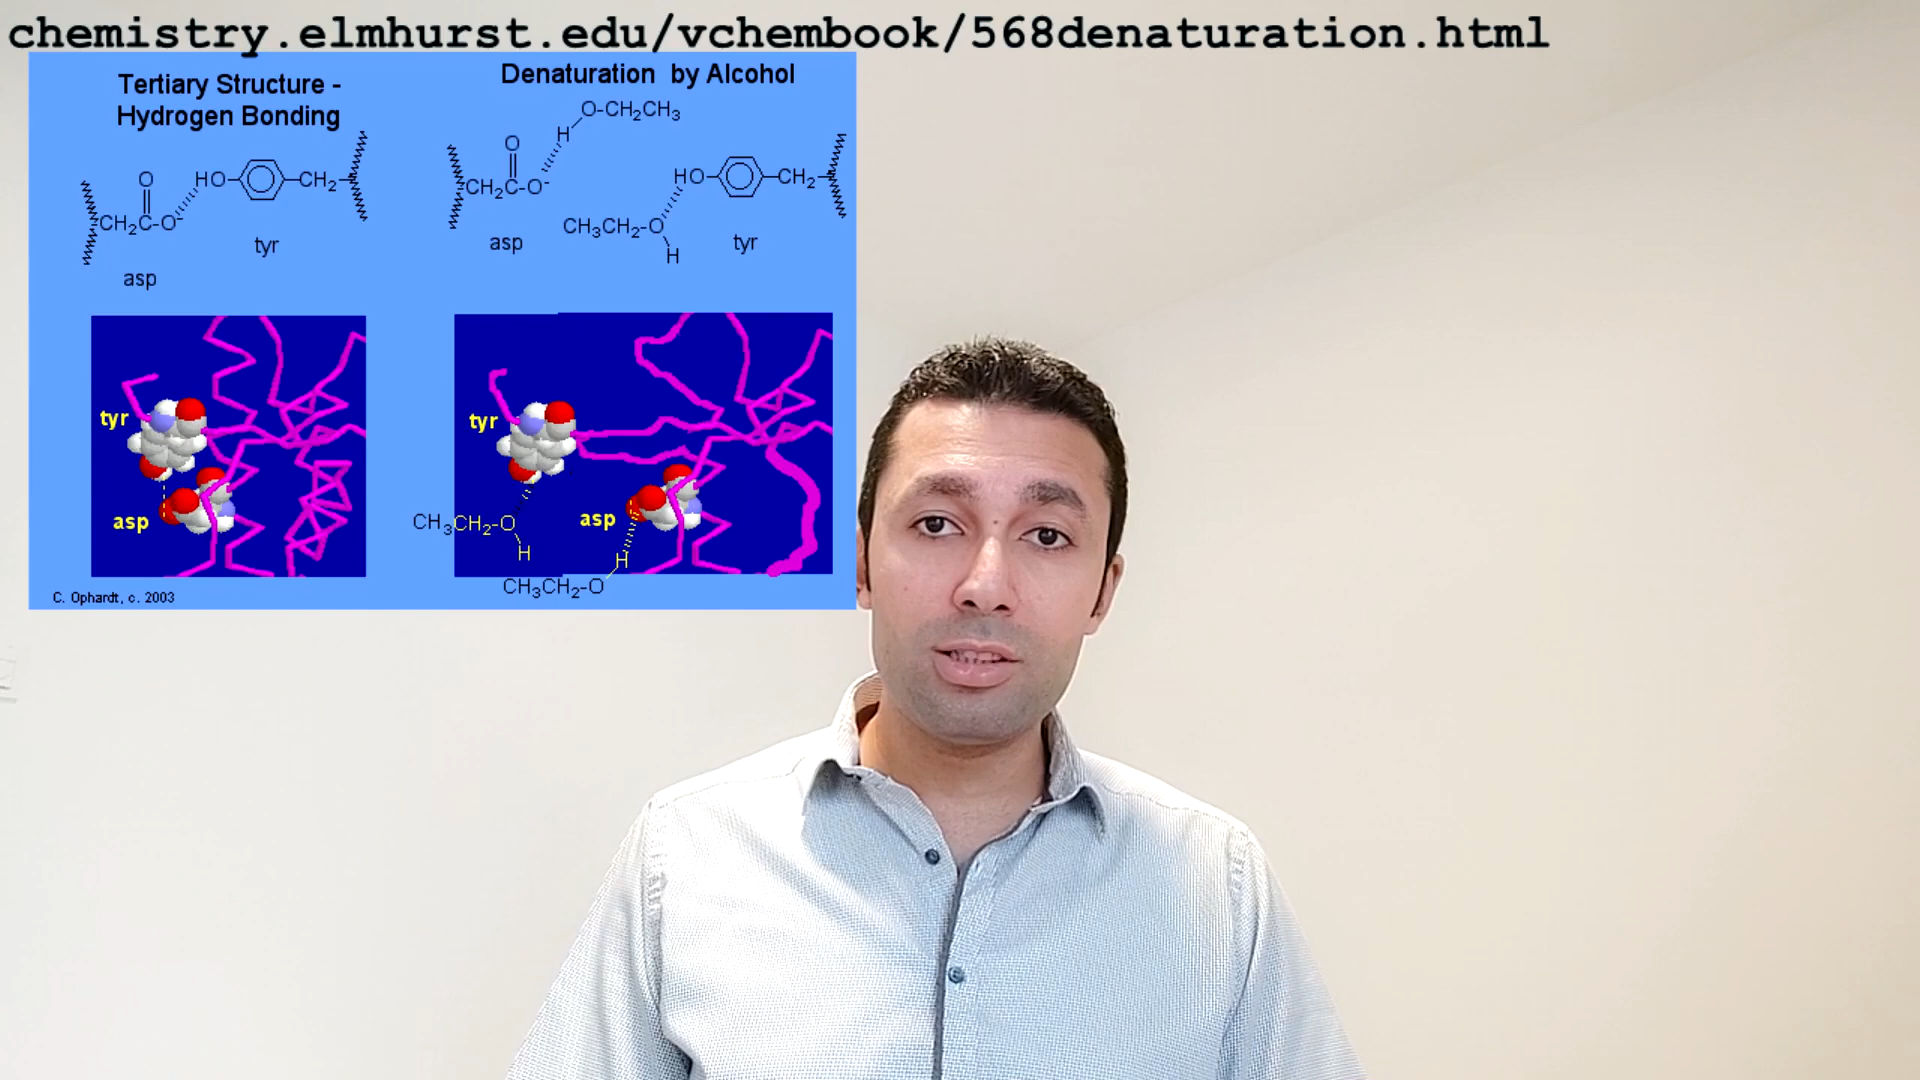 chemistry.elmhurst.edu/vchembook/568denaturation.html
Tertiary Structure -
Hydrogen Bonding
O
HO
CH2
CH2C-O-
tyr
asp
Denaturation by Alcohol
O-CH2CH3
H
O
CH2C-O-
HO
CH2
CH3CH2-O
H
asp
tyr
tyr
asp
tyr
asp
CH3CH2-O
H
H
CH3CH2-O
C. Ophardt, c. 2003